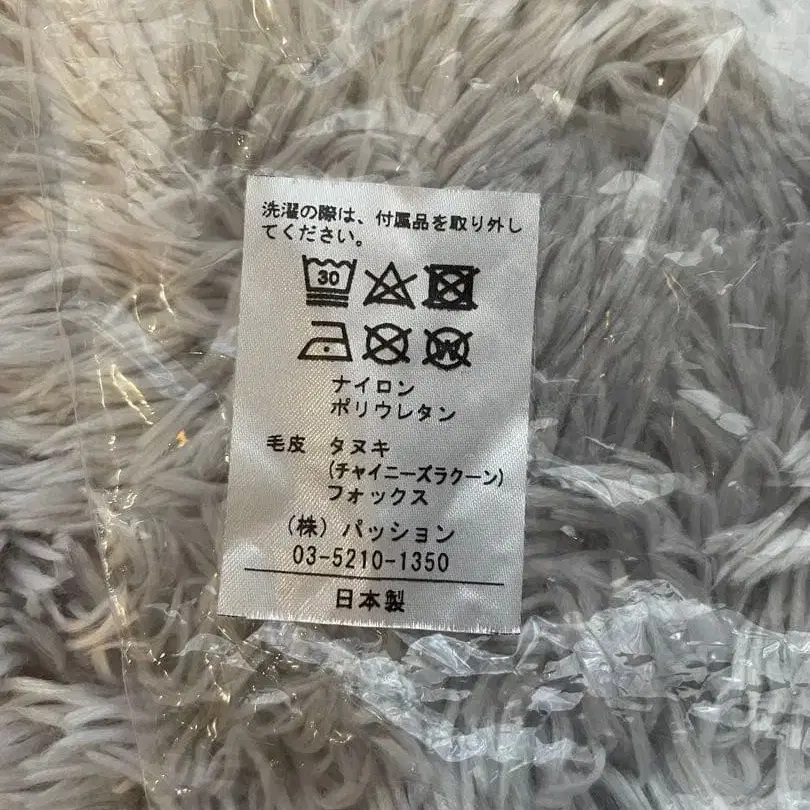 洗濯の際は、付属品を取り外し
てください。
30
W
ナイロン
ポリウレタン
毛皮 タヌキ
(チャイニーズラクーン)
フォックス
(株) パッション
03-5210-1350
日本製